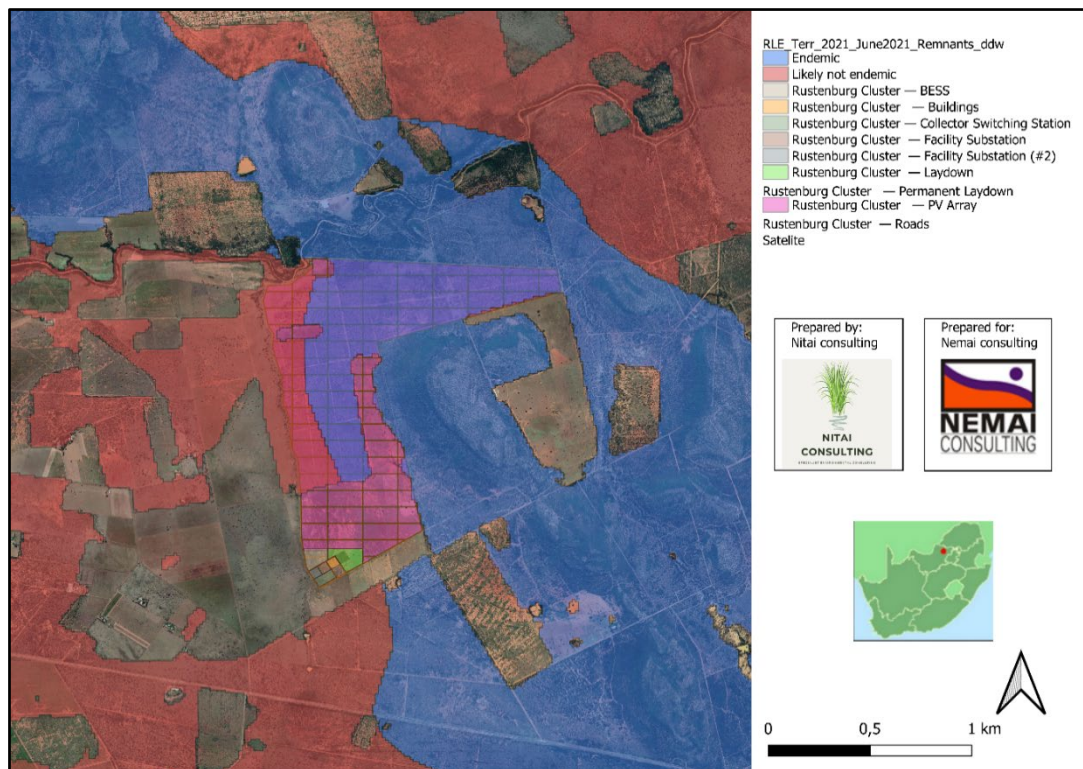 RLE_Terr_2021_June2021_Remnants_ddw
Endemic
Likely not endemic
Rustenburg Cluster — BESS
Rustenburg Cluster — Buildings
Rustenburg Cluster — Collector Switching Station
Rustenburg Cluster — Facility Substation
Rustenburg Cluster — Facility Substation (#2)
Rustenburg Cluster — Laydown
Rustenburg Cluster — Permanent Laydown
Rustenburg Cluster — PV Array
Rustenburg Cluster — Roads
Satelite
Prepared by:
Nitai consulting
NITAI
CONSULTING
Prepared for:
Nemai consulting
NEMAI
CONSULTING
0 0,5 1 km